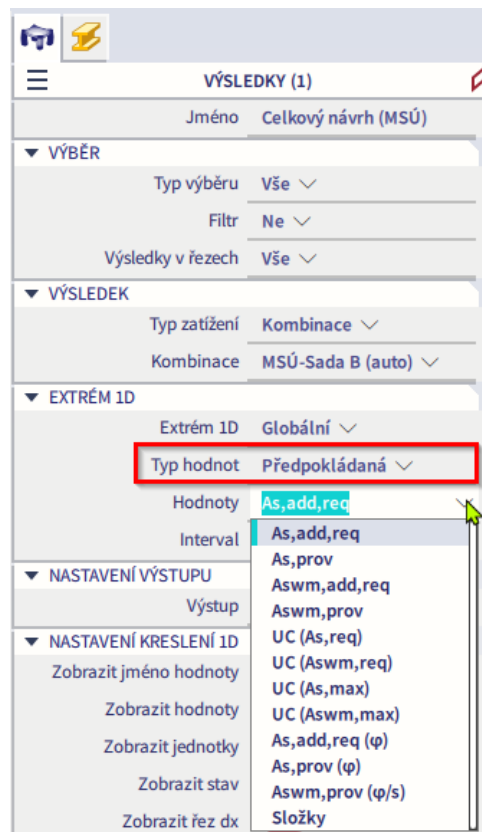 VÝSLEDKY (1)
Jméno Celkový návrh (MSÚ)
VÝBĚR
Typ výběru Vše
Filtr Ne
Výsledky v řezech Vše
VÝSLEDEK
Typ zatížení Kombinace
Kombinace MSÚ-Sada B (auto)
EXTRÉM 1D
Extrém 1D Globální
Typ hodnot Předpokládaná
Hodnoty As,add,req
Interval
NASTAVENÍ VÝSTUPU
Výstup
NASTAVENÍ KRESLENÍ 1D
Zobrazit jméno hodnoty
Zobrazit hodnoty
Zobrazit jednotky
Zobrazit stav
Zobrazit řez dx
As,add,req
As,prov
Aswm,add,req
Aswm,prov
UC (As,req)
UC (Aswm,req)
UC (As,max)
UC (Aswm,max)
As,add,req (φ)
As,prov (φ)
Aswm,prov (φ/s)
Složky